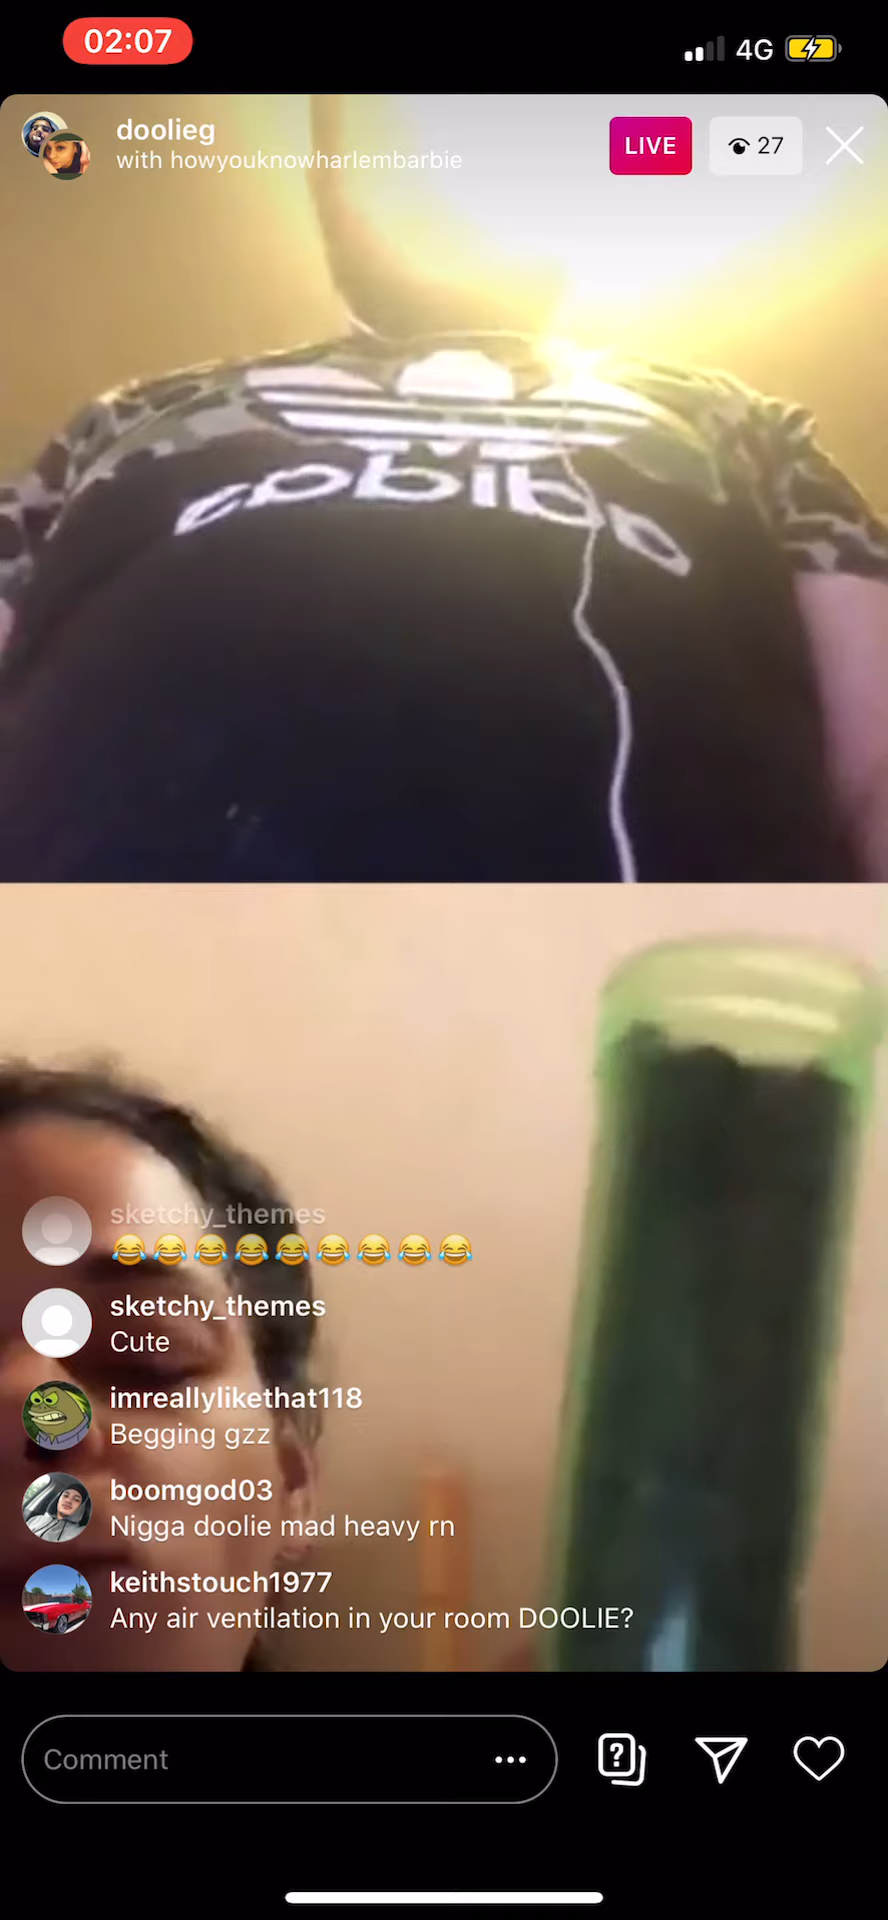 02:07
4G
doolieg
with howyouknowharlembarbie
LIVE
27
adidas
sketchy_themes
😂😂😂😂😂😂😂😂😂
sketchy_themes
Cute
imreallylikethat118
Begging gzz
boomgod03
Nigga doolie mad heavy rn
keithstouch1977
Any air ventilation in your room DOOLIE?
Comment